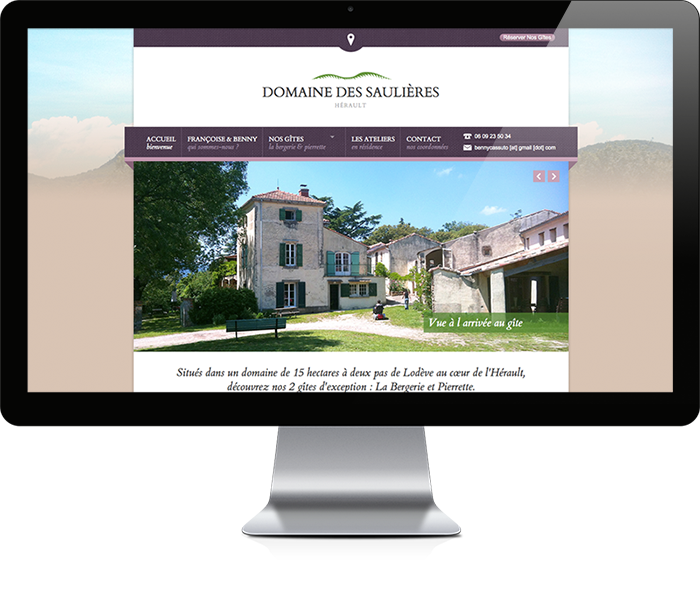 Réserver Nos Gîtes
DOMAINE DES SAULIÈRES
HÉRAULT
ACCUEIL
bienvenue
FRANÇOISE & BENNY
qui sommes-nous ?
NOS GÎTES
la bergerie & pierrette
LES ATELIERS
en résidence
CONTACT
nos coordonnées
06 09 23 50 34
bennycassuto [at] gmail [dot] com
Vue à l arrivée au gîte
Situés dans un domaine de 15 hectares à deux pas de Lodève au cœur de l'Hérault,
découvrez nos 2 gîtes d'exception : La Bergerie et Pierrette.